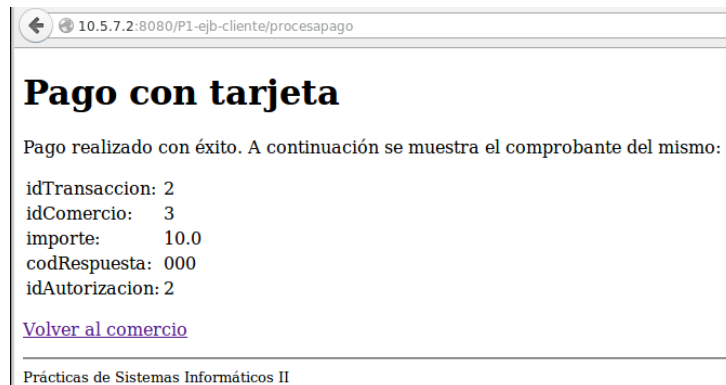 10.5.7.2:8080/P1-ejb-cliente/procesapago
Pago con tarjeta
Pago realizado con éxito. A continuación se muestra el comprobante del mismo:
idTransaccion: 2
idComercio: 3
importe: 10.0
codRespuesta: 000
idAutorizacion: 2
Volver al comercio
Prácticas de Sistemas Informáticos II